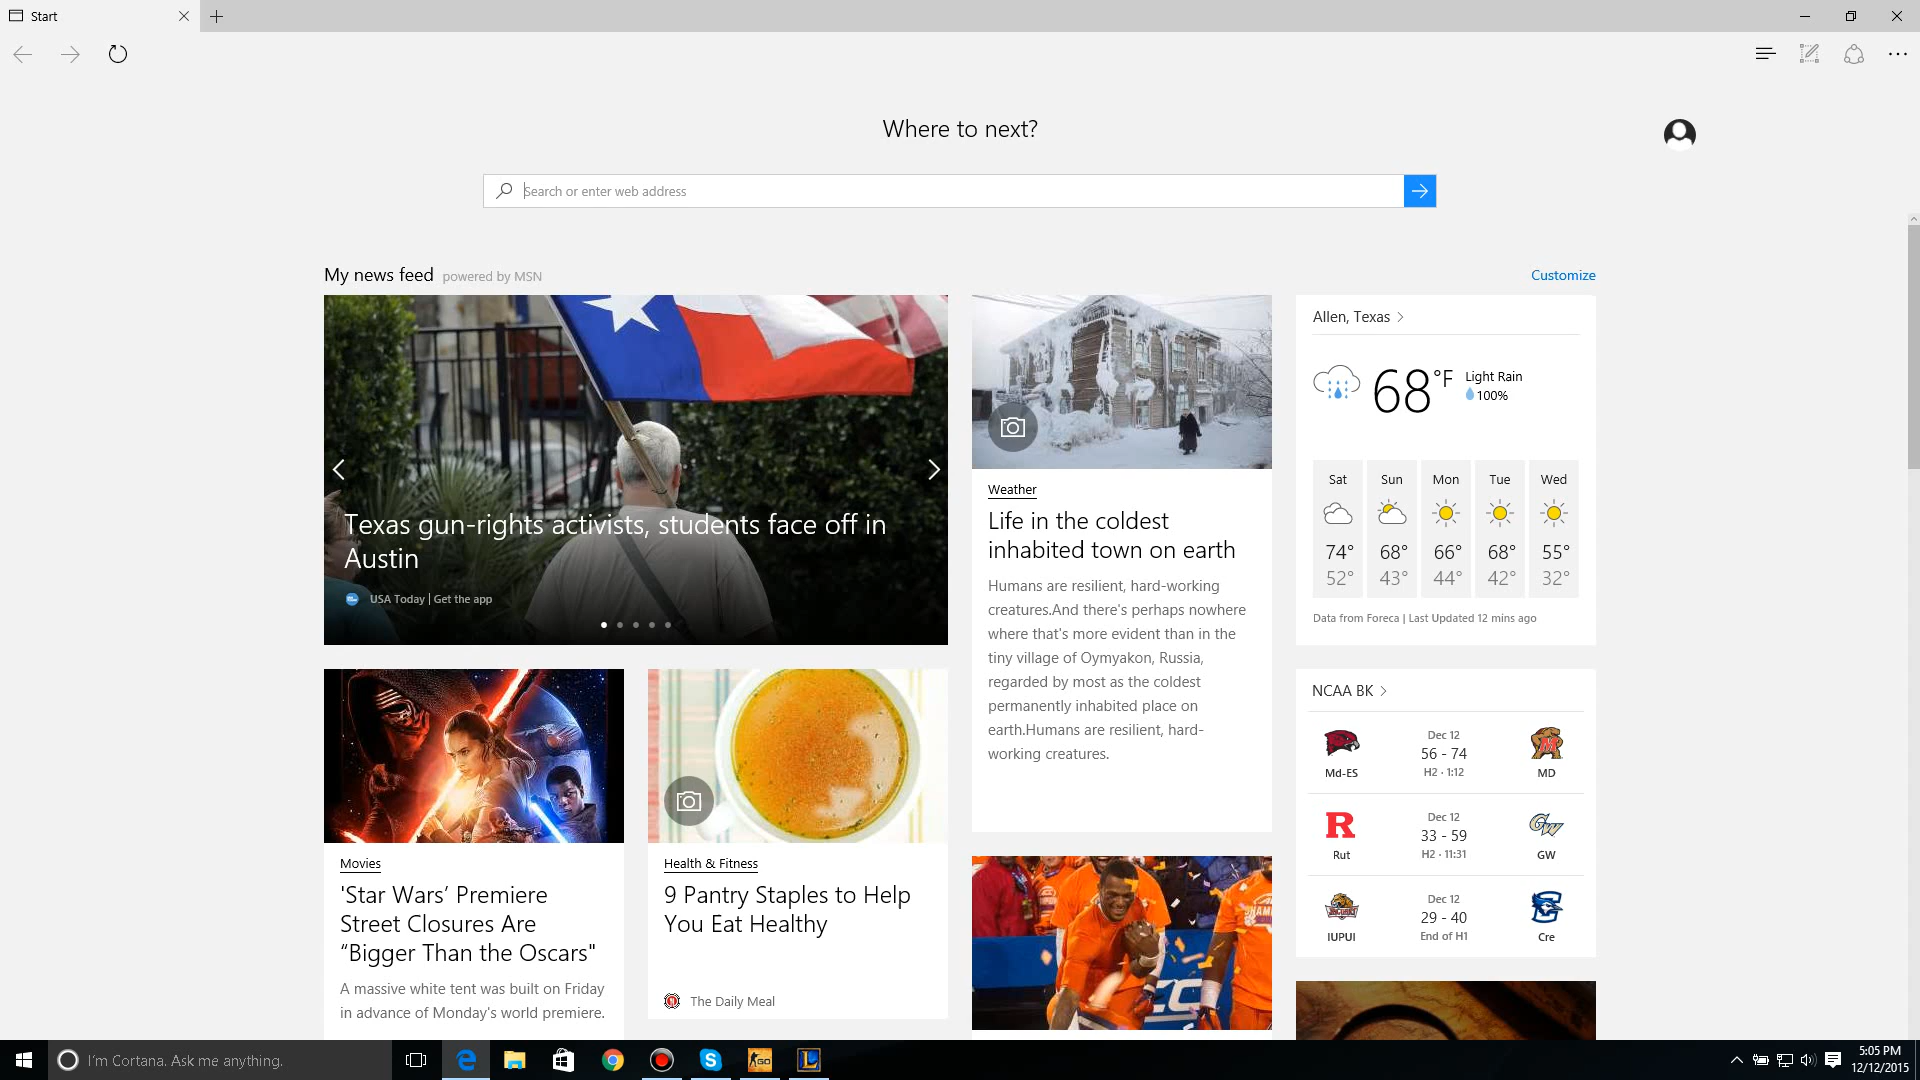 Start
Where to next?
Search or enter web address
My news feed powered by MSN
Customize
Texas gun-rights activists, students face off in
Austin
USA Today | Get the app
Weather
Life in the coldest
inhabited town on earth
Humans are resilient, hard-working
creatures.And there's perhaps nowhere
where that's more evident than in the
tiny village of Oymyakon, Russia,
regarded by most as the coldest
permanently inhabited place on
earth.Humans are resilient, hard-
working creatures.
Allen, Texas
68°F
Light Rain
100%
Sat Sun Mon Tue Wed
74° 68° 66° 68° 55°
52° 43° 44° 42° 32°
Data from Foreca | Last Updated 12 mins ago
Movies
'Star Wars’ Premiere
Street Closures Are
“Bigger Than the Oscars"
A massive white tent was built on Friday
in advance of Monday's world premiere.
Health & Fitness
9 Pantry Staples to Help
You Eat Healthy
The Daily Meal
NCAA BK
Dec 12
56 - 74
H2 · 1:12
Md-ES
MD
Dec 12
33 - 59
H2 · 11:31
Rut
GW
Dec 12
29 - 40
End of H1
IUPUI
Cre
I'm Cortana. Ask me anything.
5:05 PM
12/12/2015